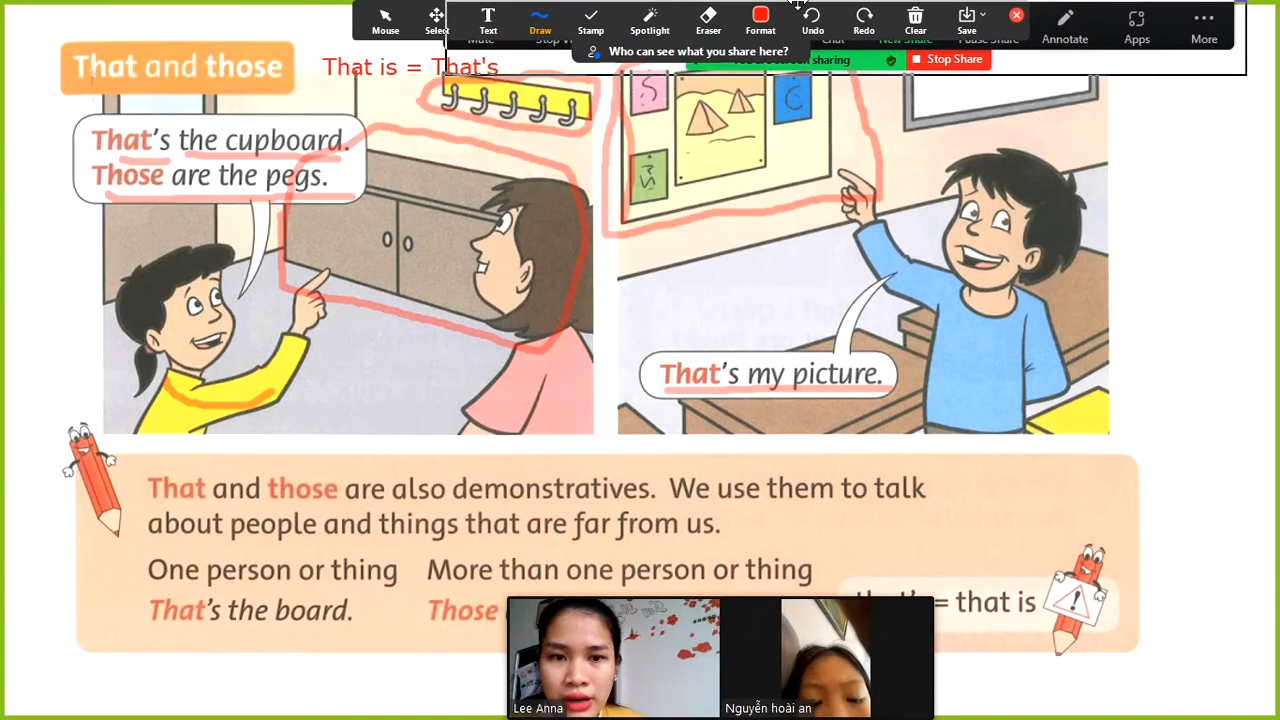 Mouse Select Text Draw Stamp Spotlight Eraser Format Undo Redo Clear Save Annotate Apps More
Who can see what you share here?
screen sharing Stop Share
That and those That is = That's
That's the cupboard.
Those are the pegs.
That's my picture.
That and those are also demonstratives. We use them to talk
about people and things that are far from us.
One person or thing More than one person or thing
= that is
That's the board. Those
Lee Anna Nguyễn hoài an